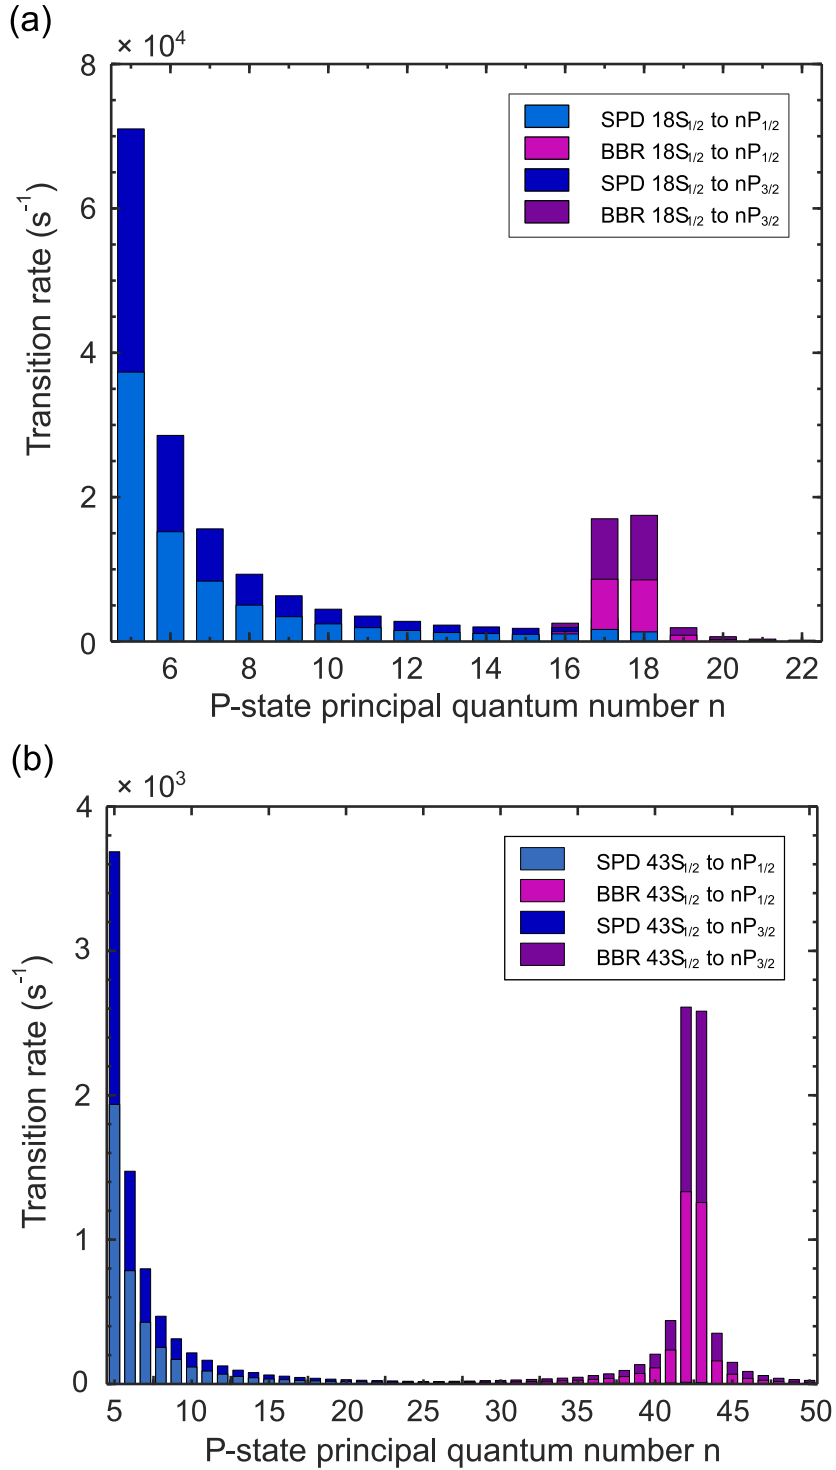 (a)
× 10⁴
8
6
4
2
0
Transition rate (s⁻¹)
SPD 18S₁/₂ to nP₁/₂
BBR 18S₁/₂ to nP₁/₂
SPD 18S₁/₂ to nP₃/₂
BBR 18S₁/₂ to nP₃/₂
6 8 10 12 14 16 18 20 22
P-state principal quantum number n
(b)
× 10³
4
3
2
1
0
Transition rate (s⁻¹)
SPD 43S₁/₂ to nP₁/₂
BBR 43S₁/₂ to nP₁/₂
SPD 43S₁/₂ to nP₃/₂
BBR 43S₁/₂ to nP₃/₂
5 10 15 20 25 30 35 40 45 50
P-state principal quantum number n